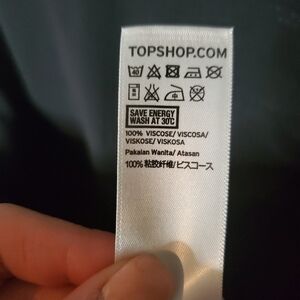 TOPSHOP.COM
40
SAVE ENERGY
WASH AT 30°C
100% VISCOSE/ VISCOSA/
VISKOSE/ VISKOSA
Pakaian Wanita/ Atasan
100% 粘胶纤维/ビスコース